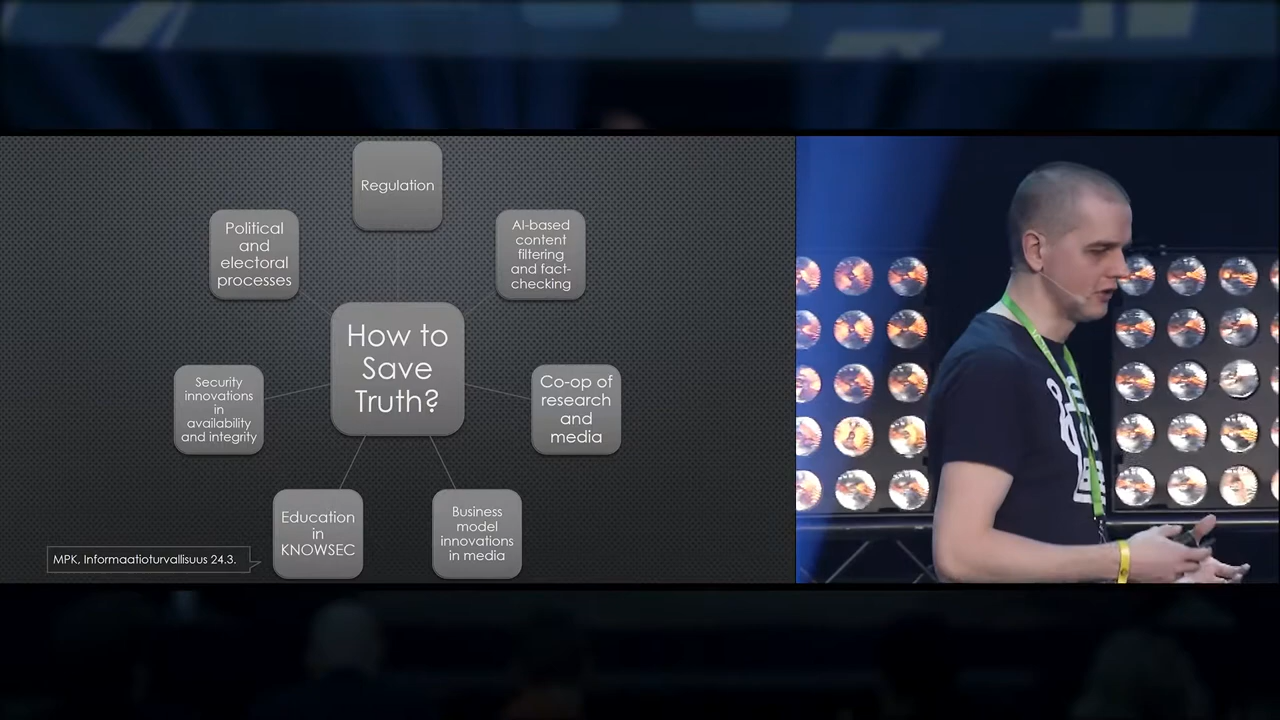 Regulation
Political
and
electoral
processes
AI-based
content
filtering
and fact-
checking
How to
Save
Truth?
Security
innovations
in
availability
and integrity
Co-op of
research
and
media
Education
in
KNOWSEC
Business
model
innovations
in media
MPK, Informaatioturvallisuus 24.3.